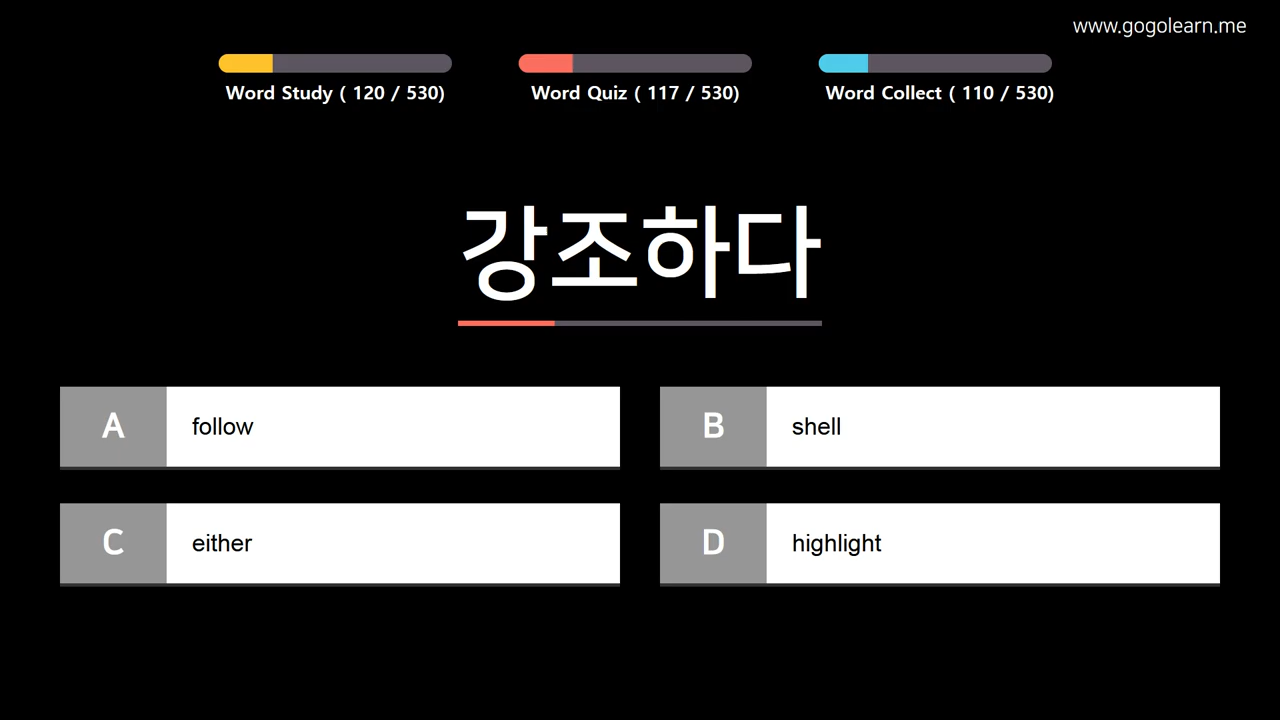 www.gogolearn.me
Word Study ( 120 / 530)
Word Quiz ( 117 / 530)
Word Collect ( 110 / 530)
강조하다
A follow
B shell
C either
D highlight